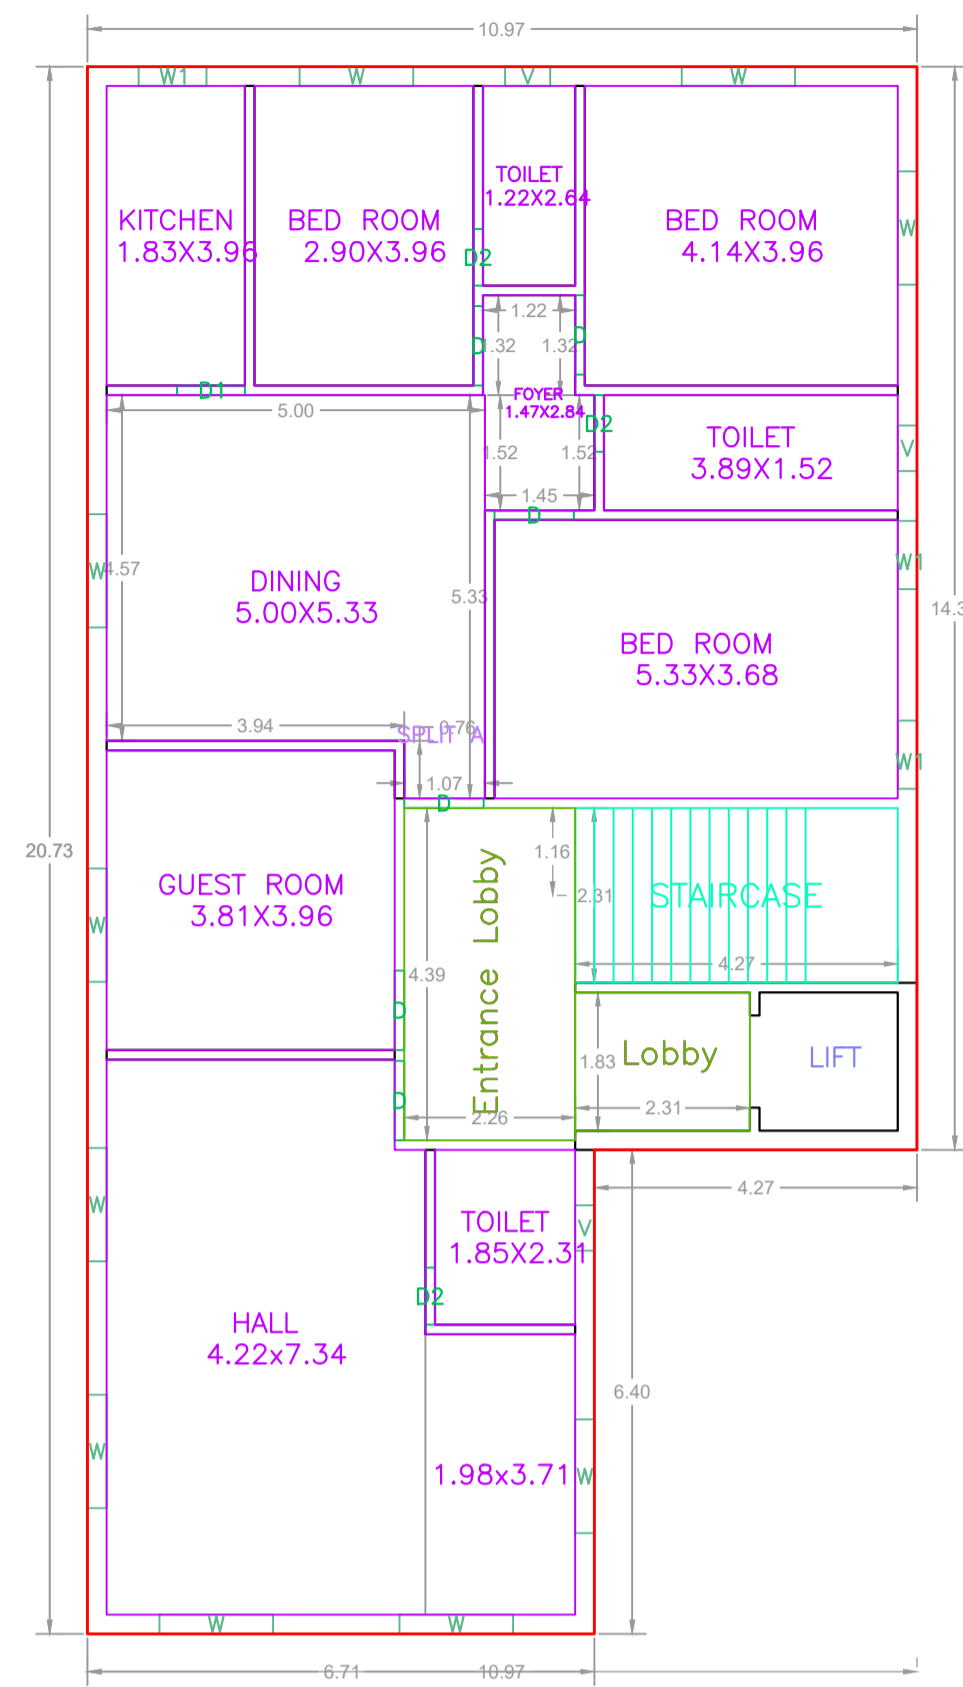 10.97
W1
W
V
W
TOILET
1.22X2.64
KITCHEN
1.83X3.96
BED ROOM
2.90X3.96
BED ROOM
4.14X3.96
W
D2
1.22
D
1.32
1.32
D
D1
5.00
FOYER
1.47X2.84
D2
1.52
1.52
TOILET
3.89X1.52
V
1.45
D
W
4.57
DINING
5.00X5.33
5.33
W1
14.3
BED ROOM
5.33X3.68
3.94
SPLIT A
0.76
1.07
W1
D
20.73
1.16
GUEST ROOM
3.81X3.96
W
2.31
STAIRCASE
4.27
4.39
Entrance Lobby
D
1.83
Lobby
LIFT
D
2.26
2.31
W
4.27
TOILET
1.85X2.31
V
D2
HALL
4.22x7.34
6.40
W
1.98x3.71
W
W
W
6.71
10.97